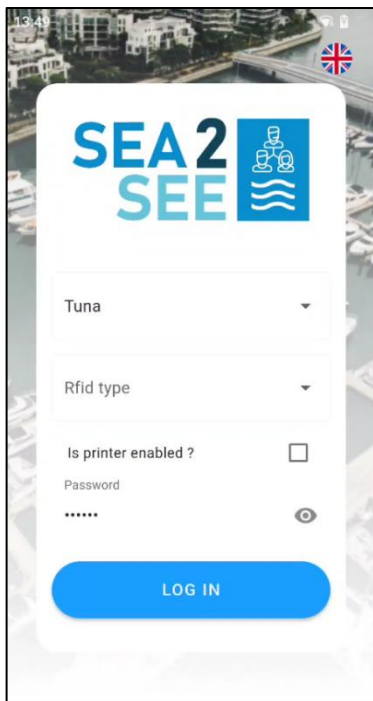 13:49
SEA 2
SEE
Tuna
Rfid type
Is printer enabled ?
Password
••••••
LOG IN